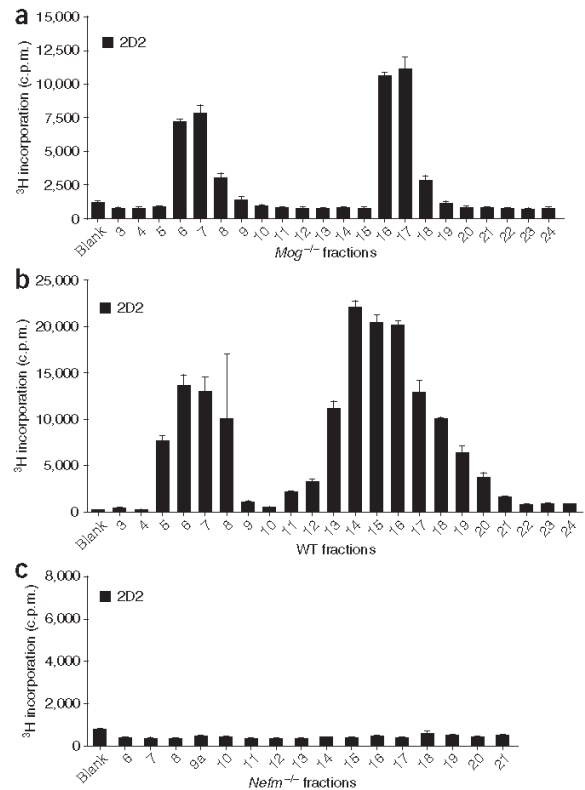 a
15,000
12,500
10,000
7,500
5,000
2,500
0
³H incorporation (c.p.m.)
2D2
Blank 3 4 5 6 7 8 9 10 11 12 13 14 15 16 17 18 19 20 21 22 23 24
Mog⁻/⁻ fractions
b
25,000
20,000
15,000
10,000
5,000
0
³H incorporation (c.p.m.)
2D2
Blank 3 4 5 6 7 8 9 10 11 12 13 14 15 16 17 18 19 20 21 22 23 24
WT fractions
c
8,000
6,000
4,000
2,000
0
³H incorporation (c.p.m.)
2D2
Blank 6 7 8 9a 10 11 12 13 14 15 16 17 18 19 20 21
Nefm⁻/⁻ fractions